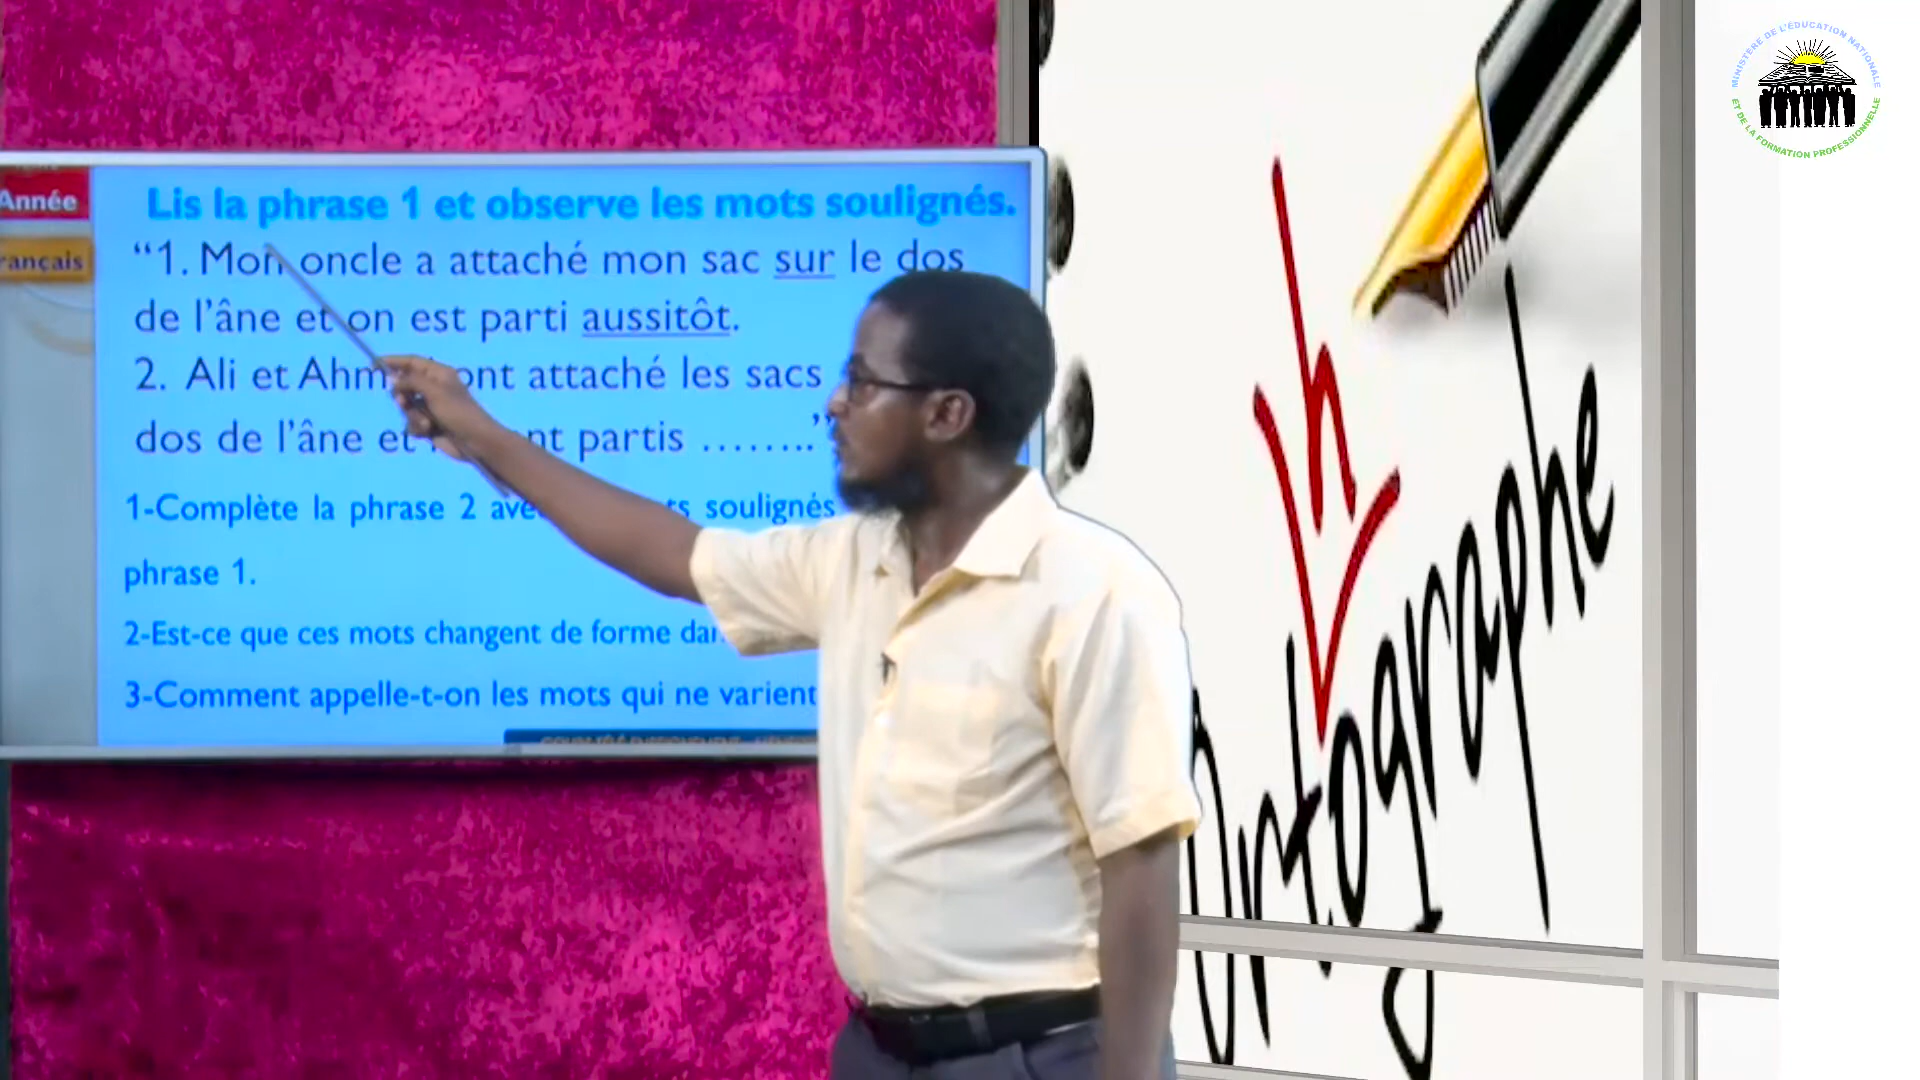 MINISTÈRE DE L'ÉDUCATION NATIONALE
ET DE LA FORMATION PROFESSIONNELLE
Année
rançais
Lis la phrase 1 et observe les mots soulignés.
“1. Mon oncle a attaché mon sac sur le dos
de l’âne et on est parti aussitôt.
2. Ali et Ahm ont attaché les sacs
dos de l’âne et nt partis ........”
1-Complète la phrase 2 ave ts soulignés
phrase 1.
2-Est-ce que ces mots changent de forme dan
3-Comment appelle-t-on les mots qui ne varient
h
Ortographe